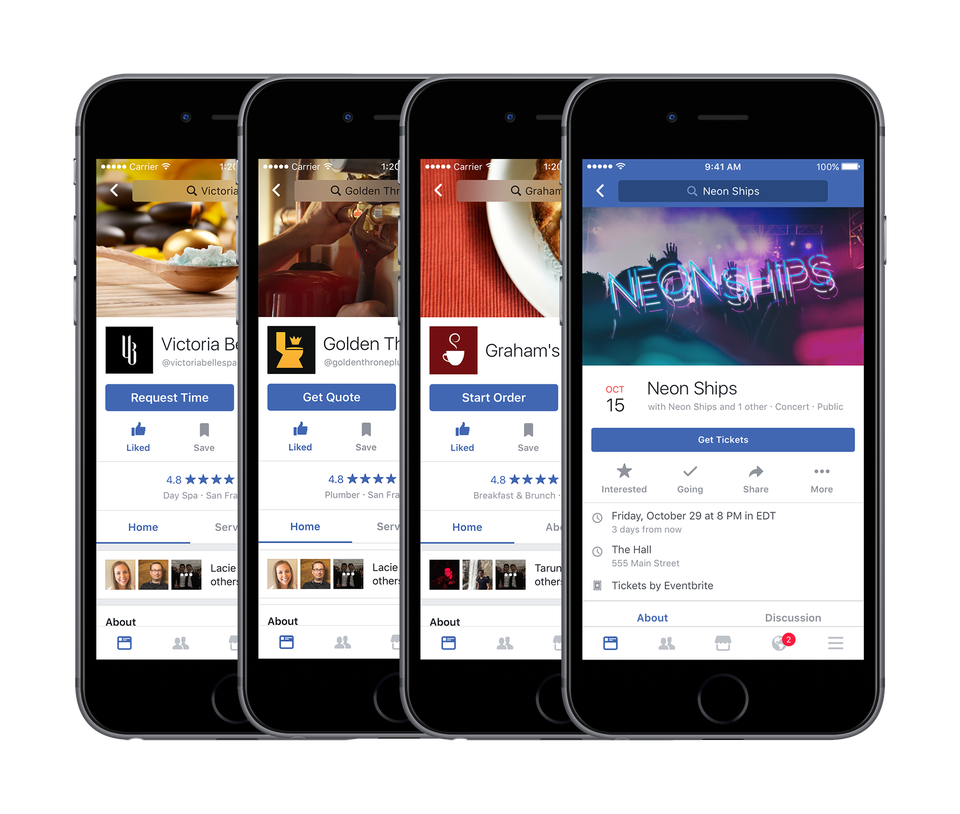 Carrier 1:20
Victoria
Victoria Be
@victoriabellespa
Request Time
Liked Save
4.8
Day Spa · San Fra
Home Serv
Lacie
others
About
Carrier 1:20
Golden Thr
Golden Th
@goldenthroneplu
Get Quote
Liked Save
4.8
Plumber · San Fra
Home Serv
Lacie
others
About
Carrier 1:20
Graham
Graham's
Start Order
Liked Save
4.8
Breakfast & Brunch ·
Home Ab
Tarun
others
About
9:41 AM 100%
Neon Ships
NEON SHIPS
OCT
15
Neon Ships
with Neon Ships and 1 other · Concert · Public
Get Tickets
Interested Going Share More
Friday, October 29 at 8 PM in EDT
3 days from now
The Hall
555 Main Street
Tickets by Eventbrite
About Discussion
2